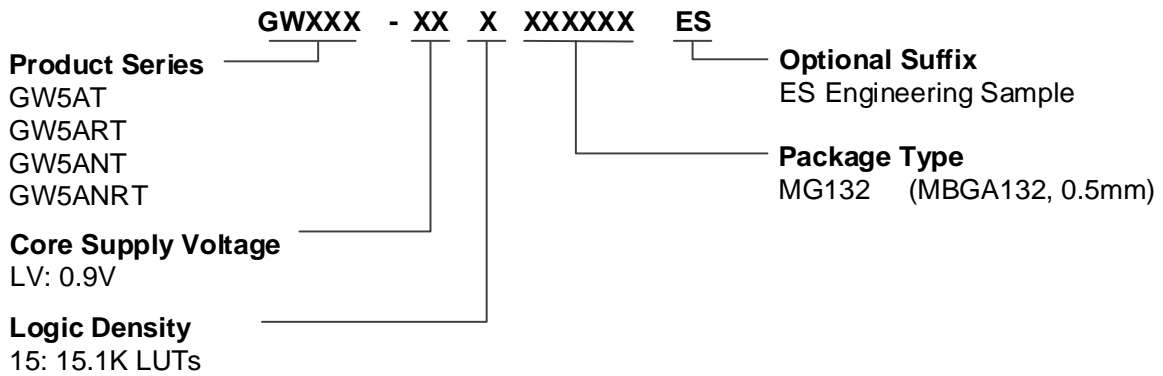 GWXXX - XX X XXXXXX ES
Product Series
GW5AT
GW5ART
GW5ANT
GW5ANRT
Core Supply Voltage
LV: 0.9V
Logic Density
15: 15.1K LUTs
Optional Suffix
ES Engineering Sample
Package Type
MG132 (MBGA132, 0.5mm)